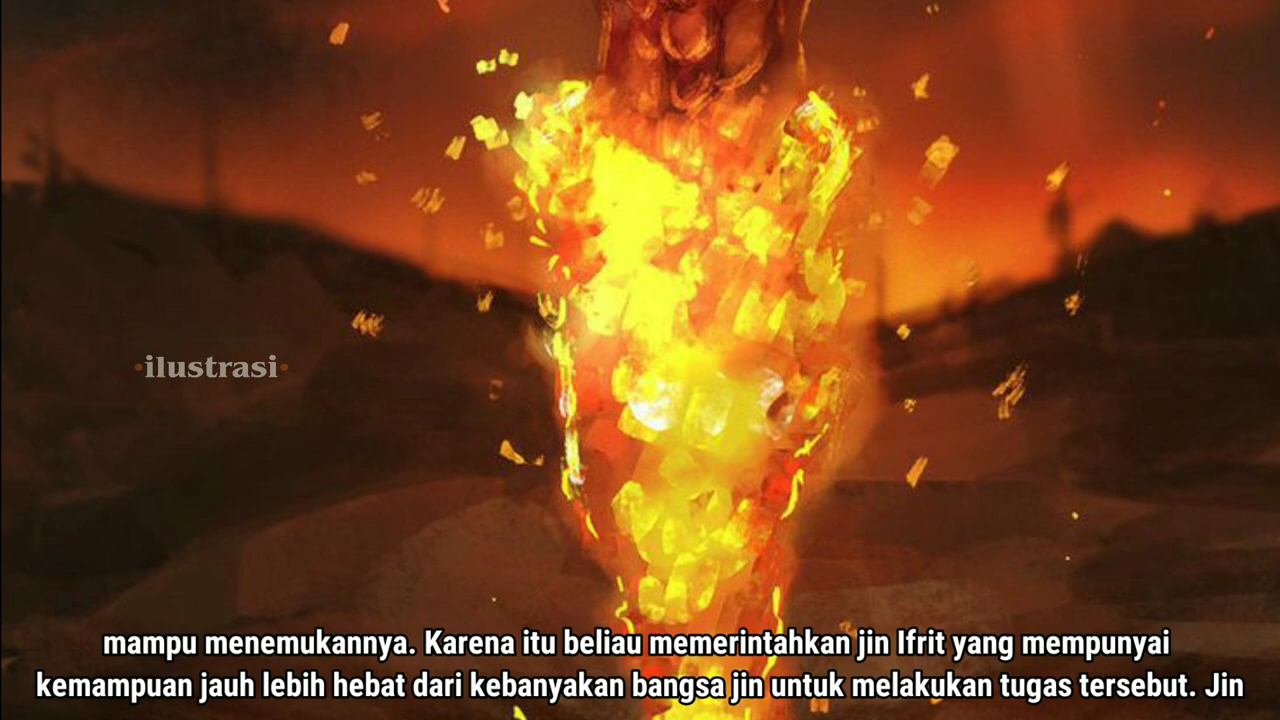 ·ilustrasi·
mampu menemukannya. Karena itu beliau memerintahkan jin Ifrit yang mempunyai
kemampuan jauh lebih hebat dari kebanyakan bangsa jin untuk melakukan tugas tersebut. Jin